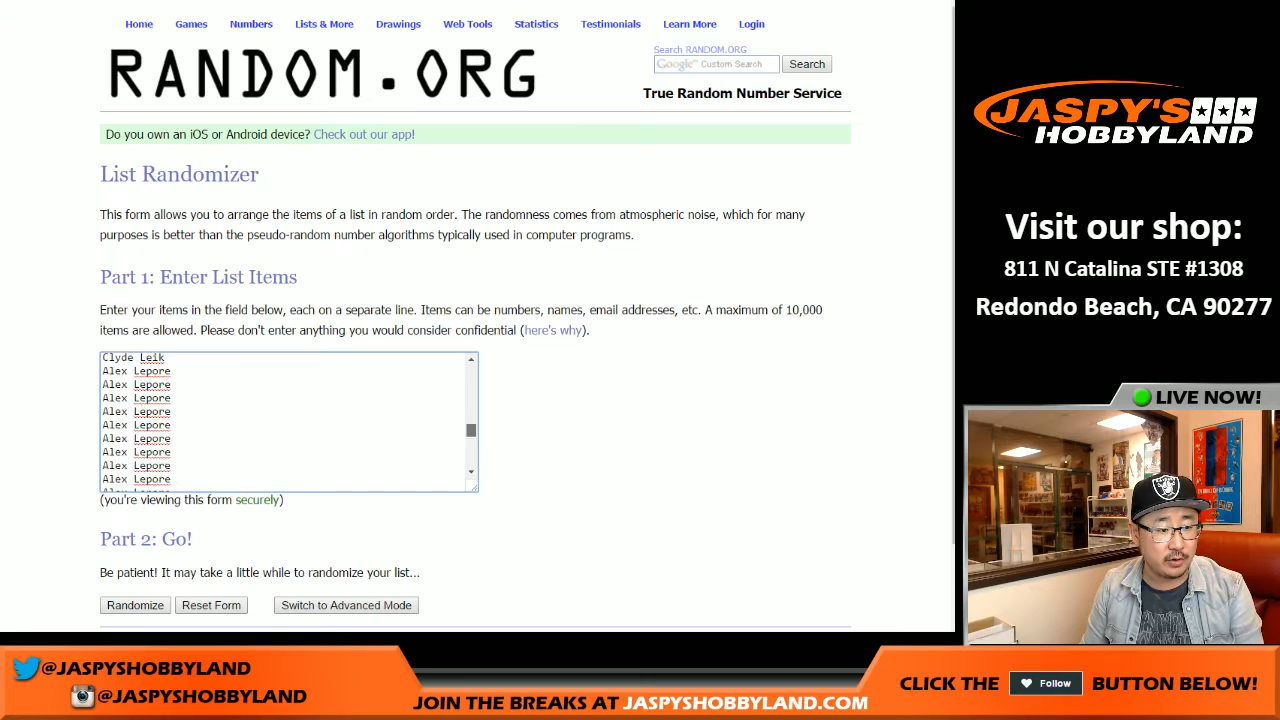 Home Games Numbers Lists & More Drawings Web Tools Statistics Testimonials Learn More Login
RANDOM.ORG
Search RANDOM.ORG
Google™ Custom Search Search
True Random Number Service
Do you own an iOS or Android device? Check out our app!
List Randomizer
This form allows you to arrange the items of a list in random order. The randomness comes from atmospheric noise, which for many
purposes is better than the pseudo-random number algorithms typically used in computer programs.
Part 1: Enter List Items
Enter your items in the field below, each on a separate line. Items can be numbers, names, email addresses, etc. A maximum of 10,000
items are allowed. Please don't enter anything you would consider confidential (here's why).
Clyde Leik
Alex Lepore
Alex Lepore
Alex Lepore
Alex Lepore
Alex Lepore
Alex Lepore
Alex Lepore
Alex Lepore
Alex Lepore
(you're viewing this form securely)
Part 2: Go!
Be patient! It may take a little while to randomize your list...
Randomize Reset Form Switch to Advanced Mode
JASPY'S
HOBBYLAND
Visit our shop:
811 N Catalina STE #1308
Redondo Beach, CA 90277
LIVE NOW!
@JASPYSHOBBYLAND
@JASPYSHOBBYLAND
JOIN THE BREAKS AT JASPYSHOBBYLAND.COM
CLICK THE Follow BUTTON BELOW!